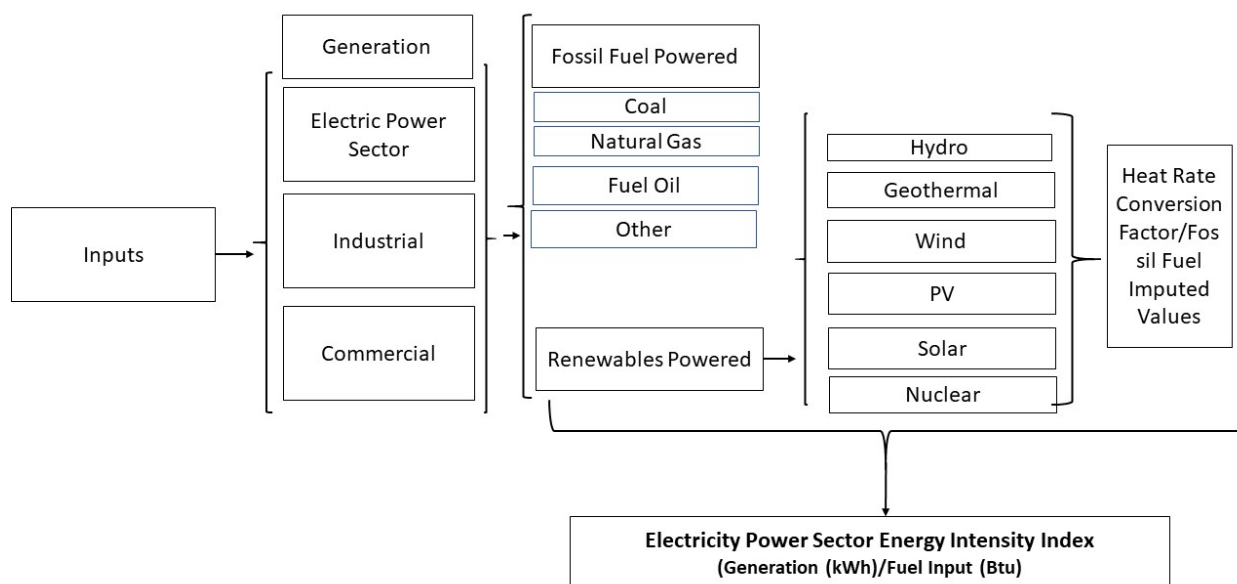 Inputs
Generation
Electric Power
Sector
Industrial
Commercial
Fossil Fuel Powered
Coal
Natural Gas
Fuel Oil
Other
Renewables Powered
Hydro
Geothermal
Wind
PV
Solar
Nuclear
Heat Rate
Conversion
Factor/Fos
sil Fuel
Imputed
Values
Electricity Power Sector Energy Intensity Index
(Generation (kWh)/Fuel Input (Btu)